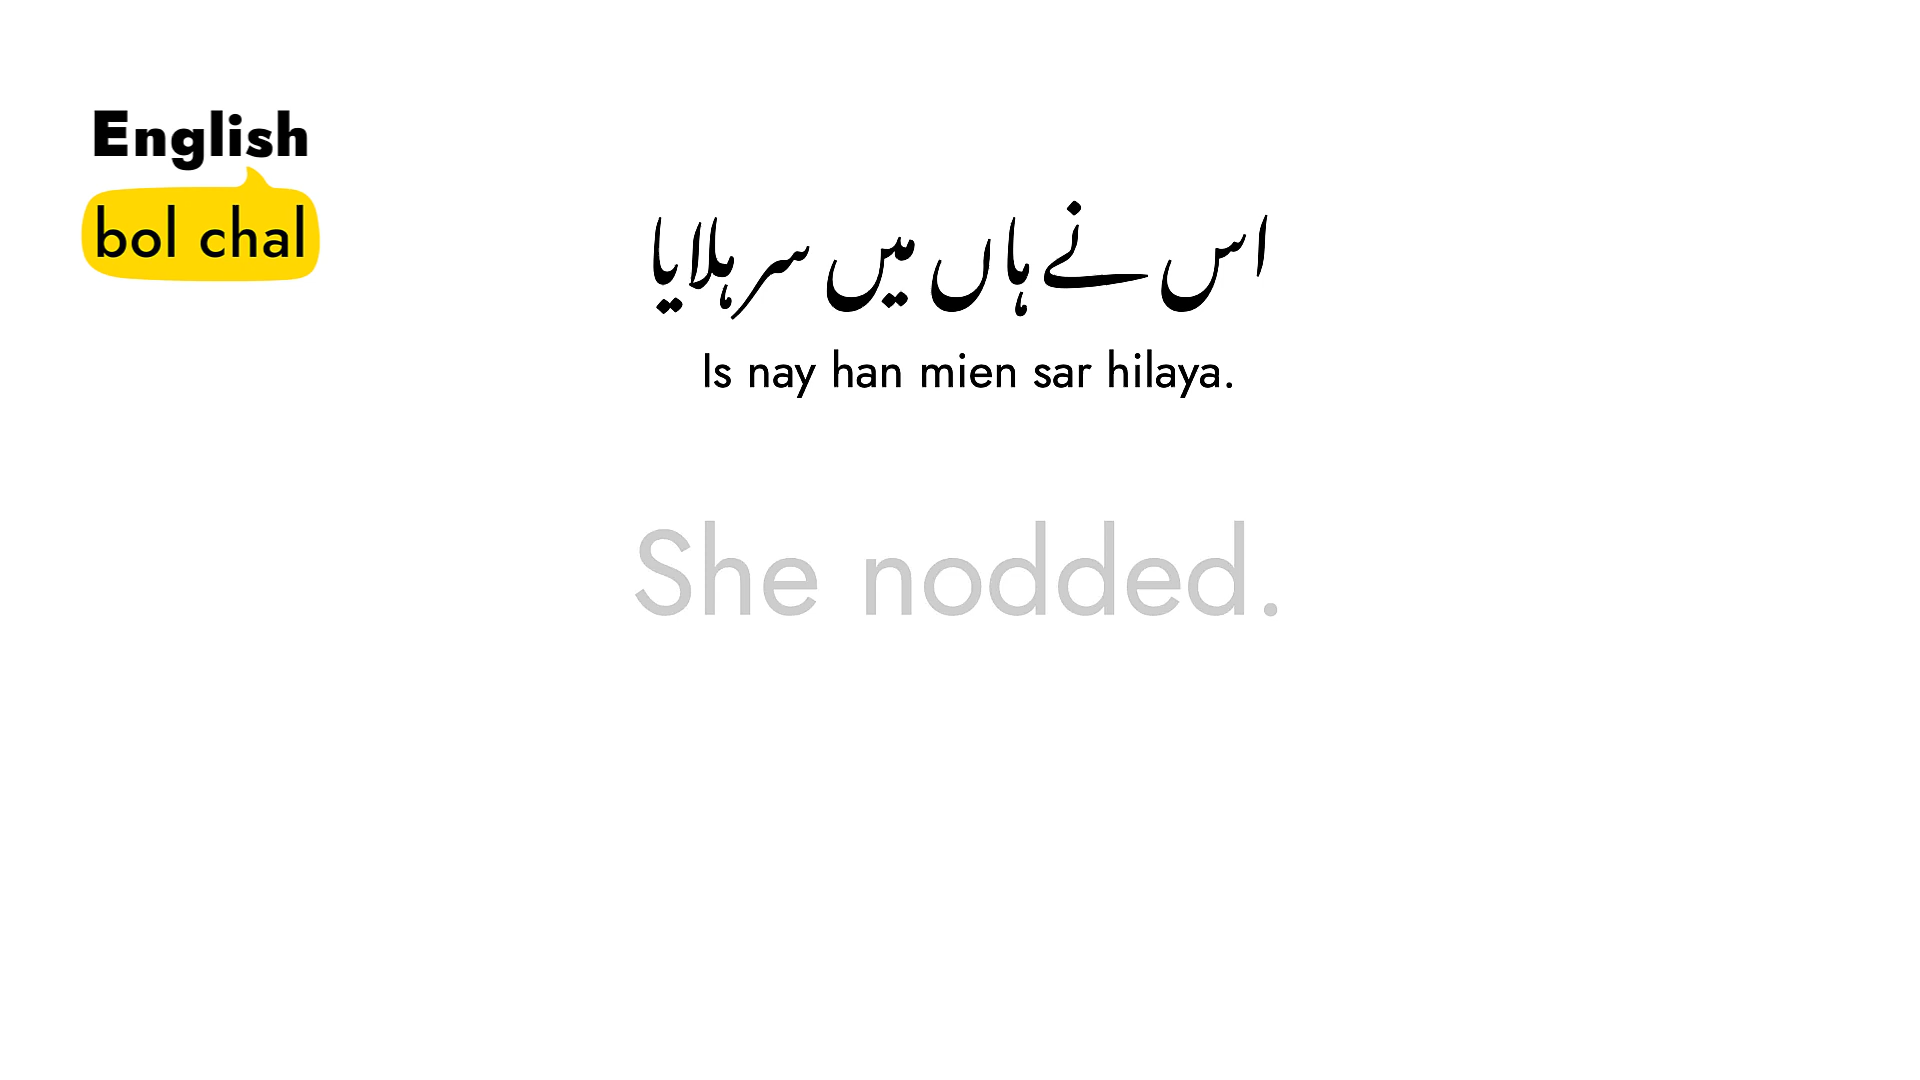 English
bol chal
اس نے ہاں میں سر ہلایا
Is nay han mien sar hilaya.
She nodded.